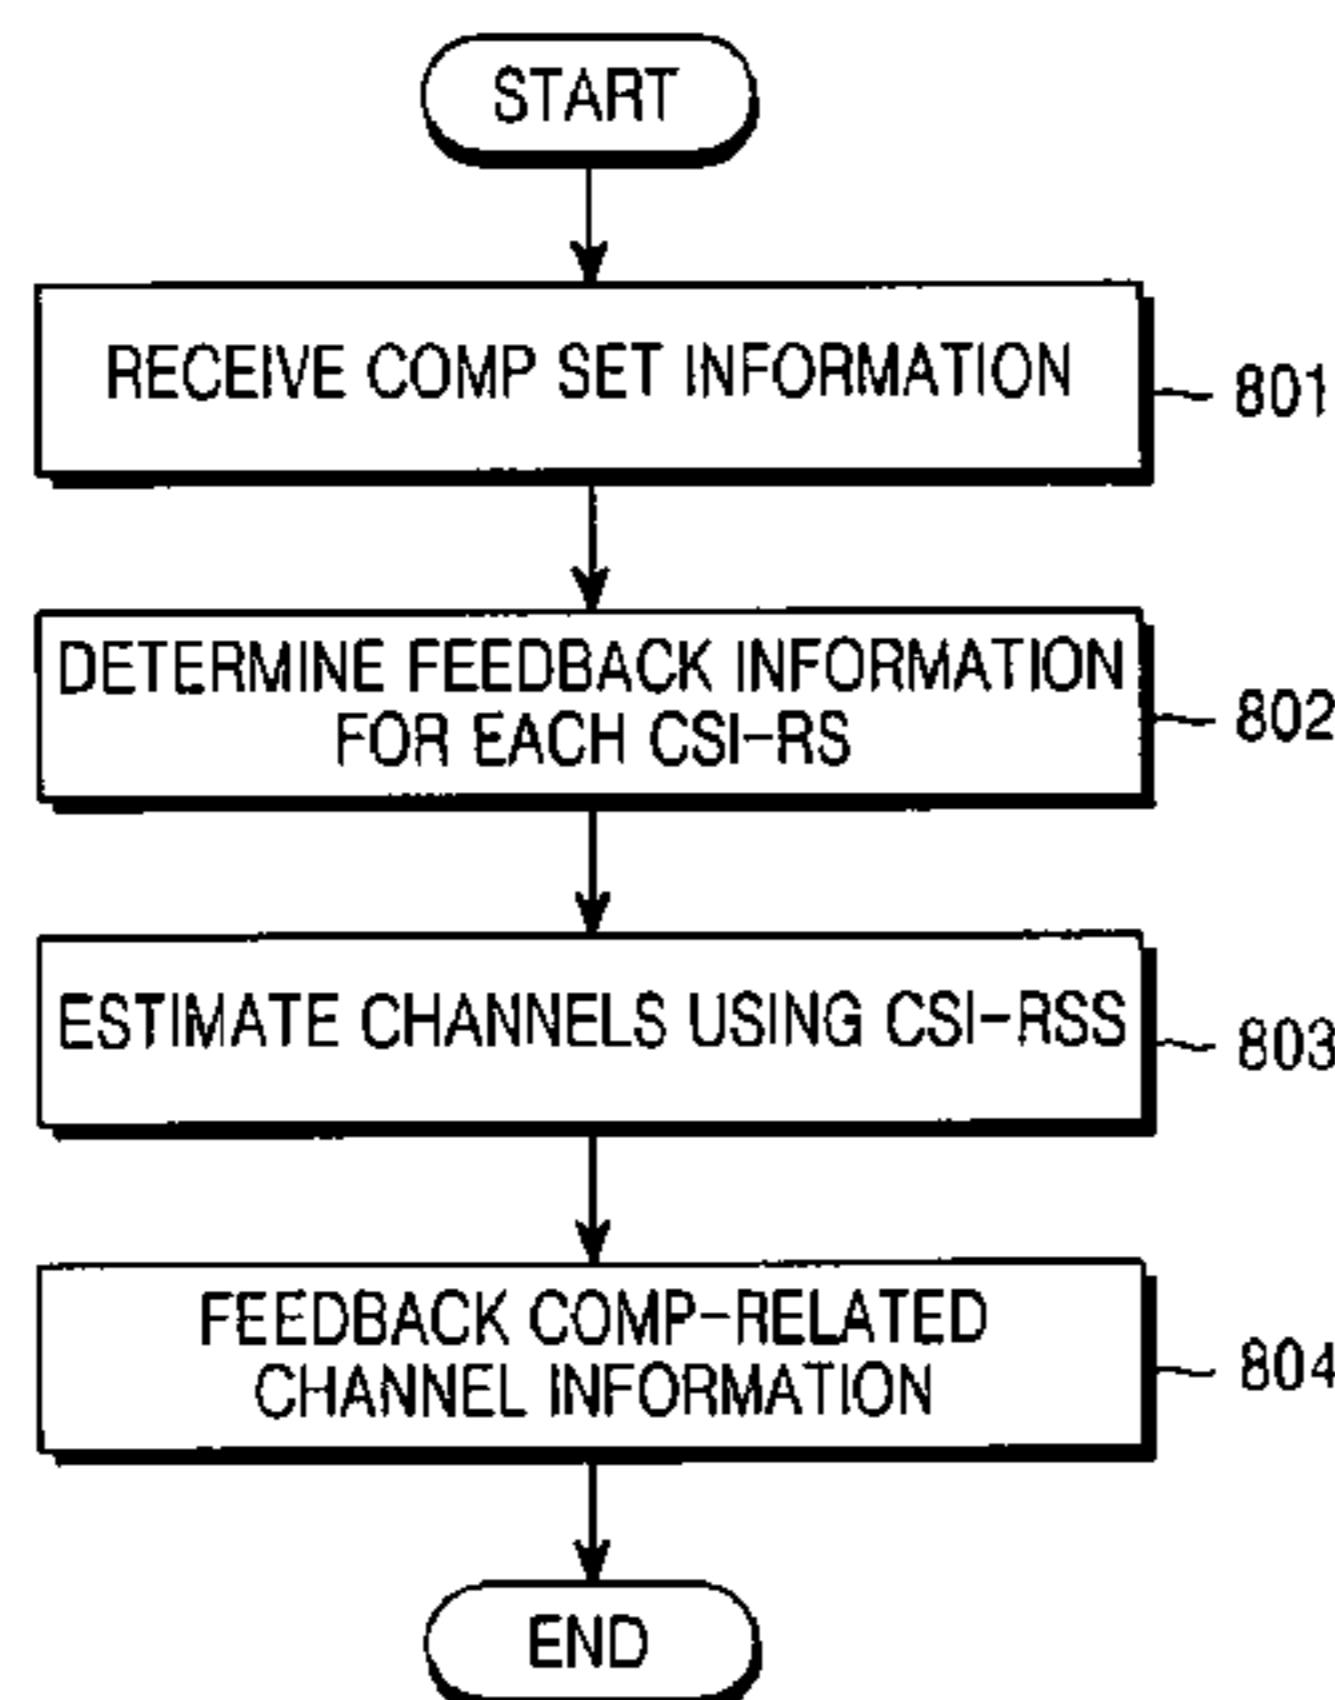 START
RECEIVE COMP SET INFORMATION
801
DETERMINE FEEDBACK INFORMATION
FOR EACH CSI-RS
802
ESTIMATE CHANNELS USING CSI-RSS
803
FEEDBACK COMP-RELATED
CHANNEL INFORMATION
804
END